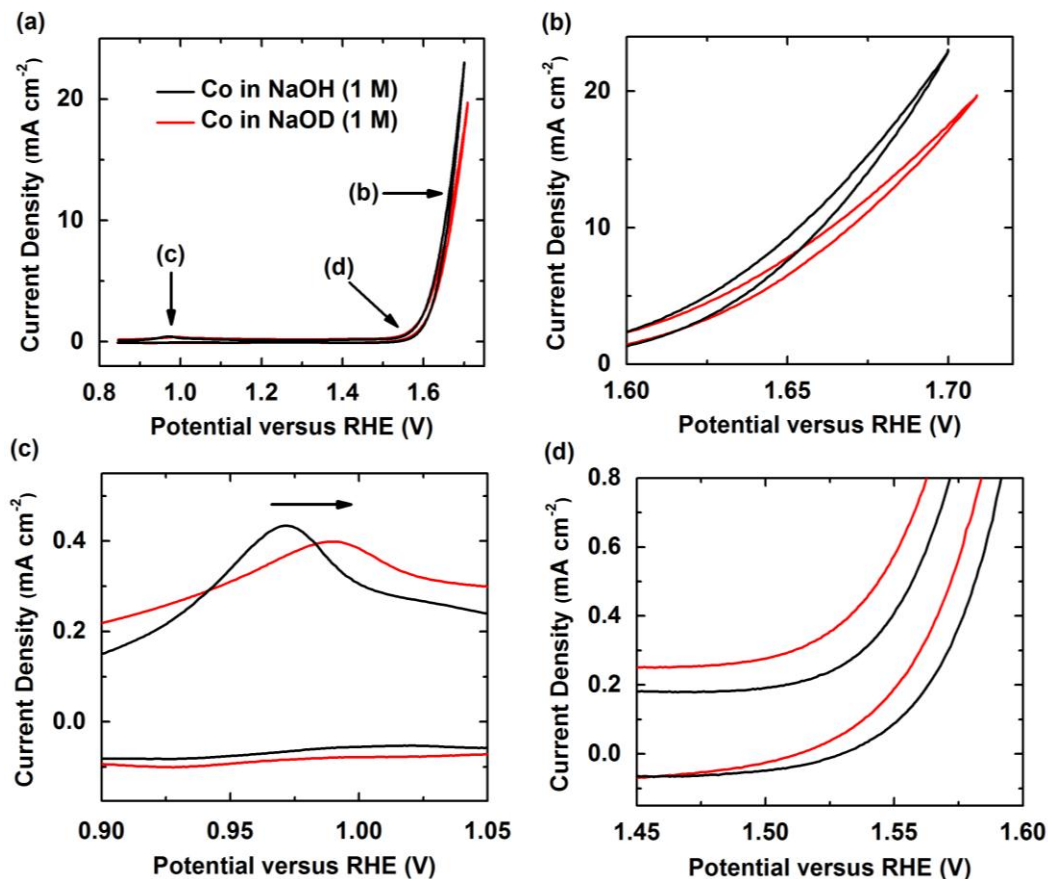 (a)
Co in NaOH (1 M)
Co in NaOD (1 M)
(b)
(c)
(d)
Current Density (mA cm⁻²)
20
10
0
0.8 1.0 1.2 1.4 1.6
Potential versus RHE (V)
(b)
Current Density (mA cm⁻²)
20
15
10
5
0
1.60 1.65 1.70
Potential versus RHE (V)
(c)
Current Density (mA cm⁻²)
0.4
0.2
0.0
0.90 0.95 1.00 1.05
Potential versus RHE (V)
(d)
Current Density (mA cm⁻²)
0.8
0.6
0.4
0.2
0.0
1.45 1.50 1.55 1.60
Potential versus RHE (V)